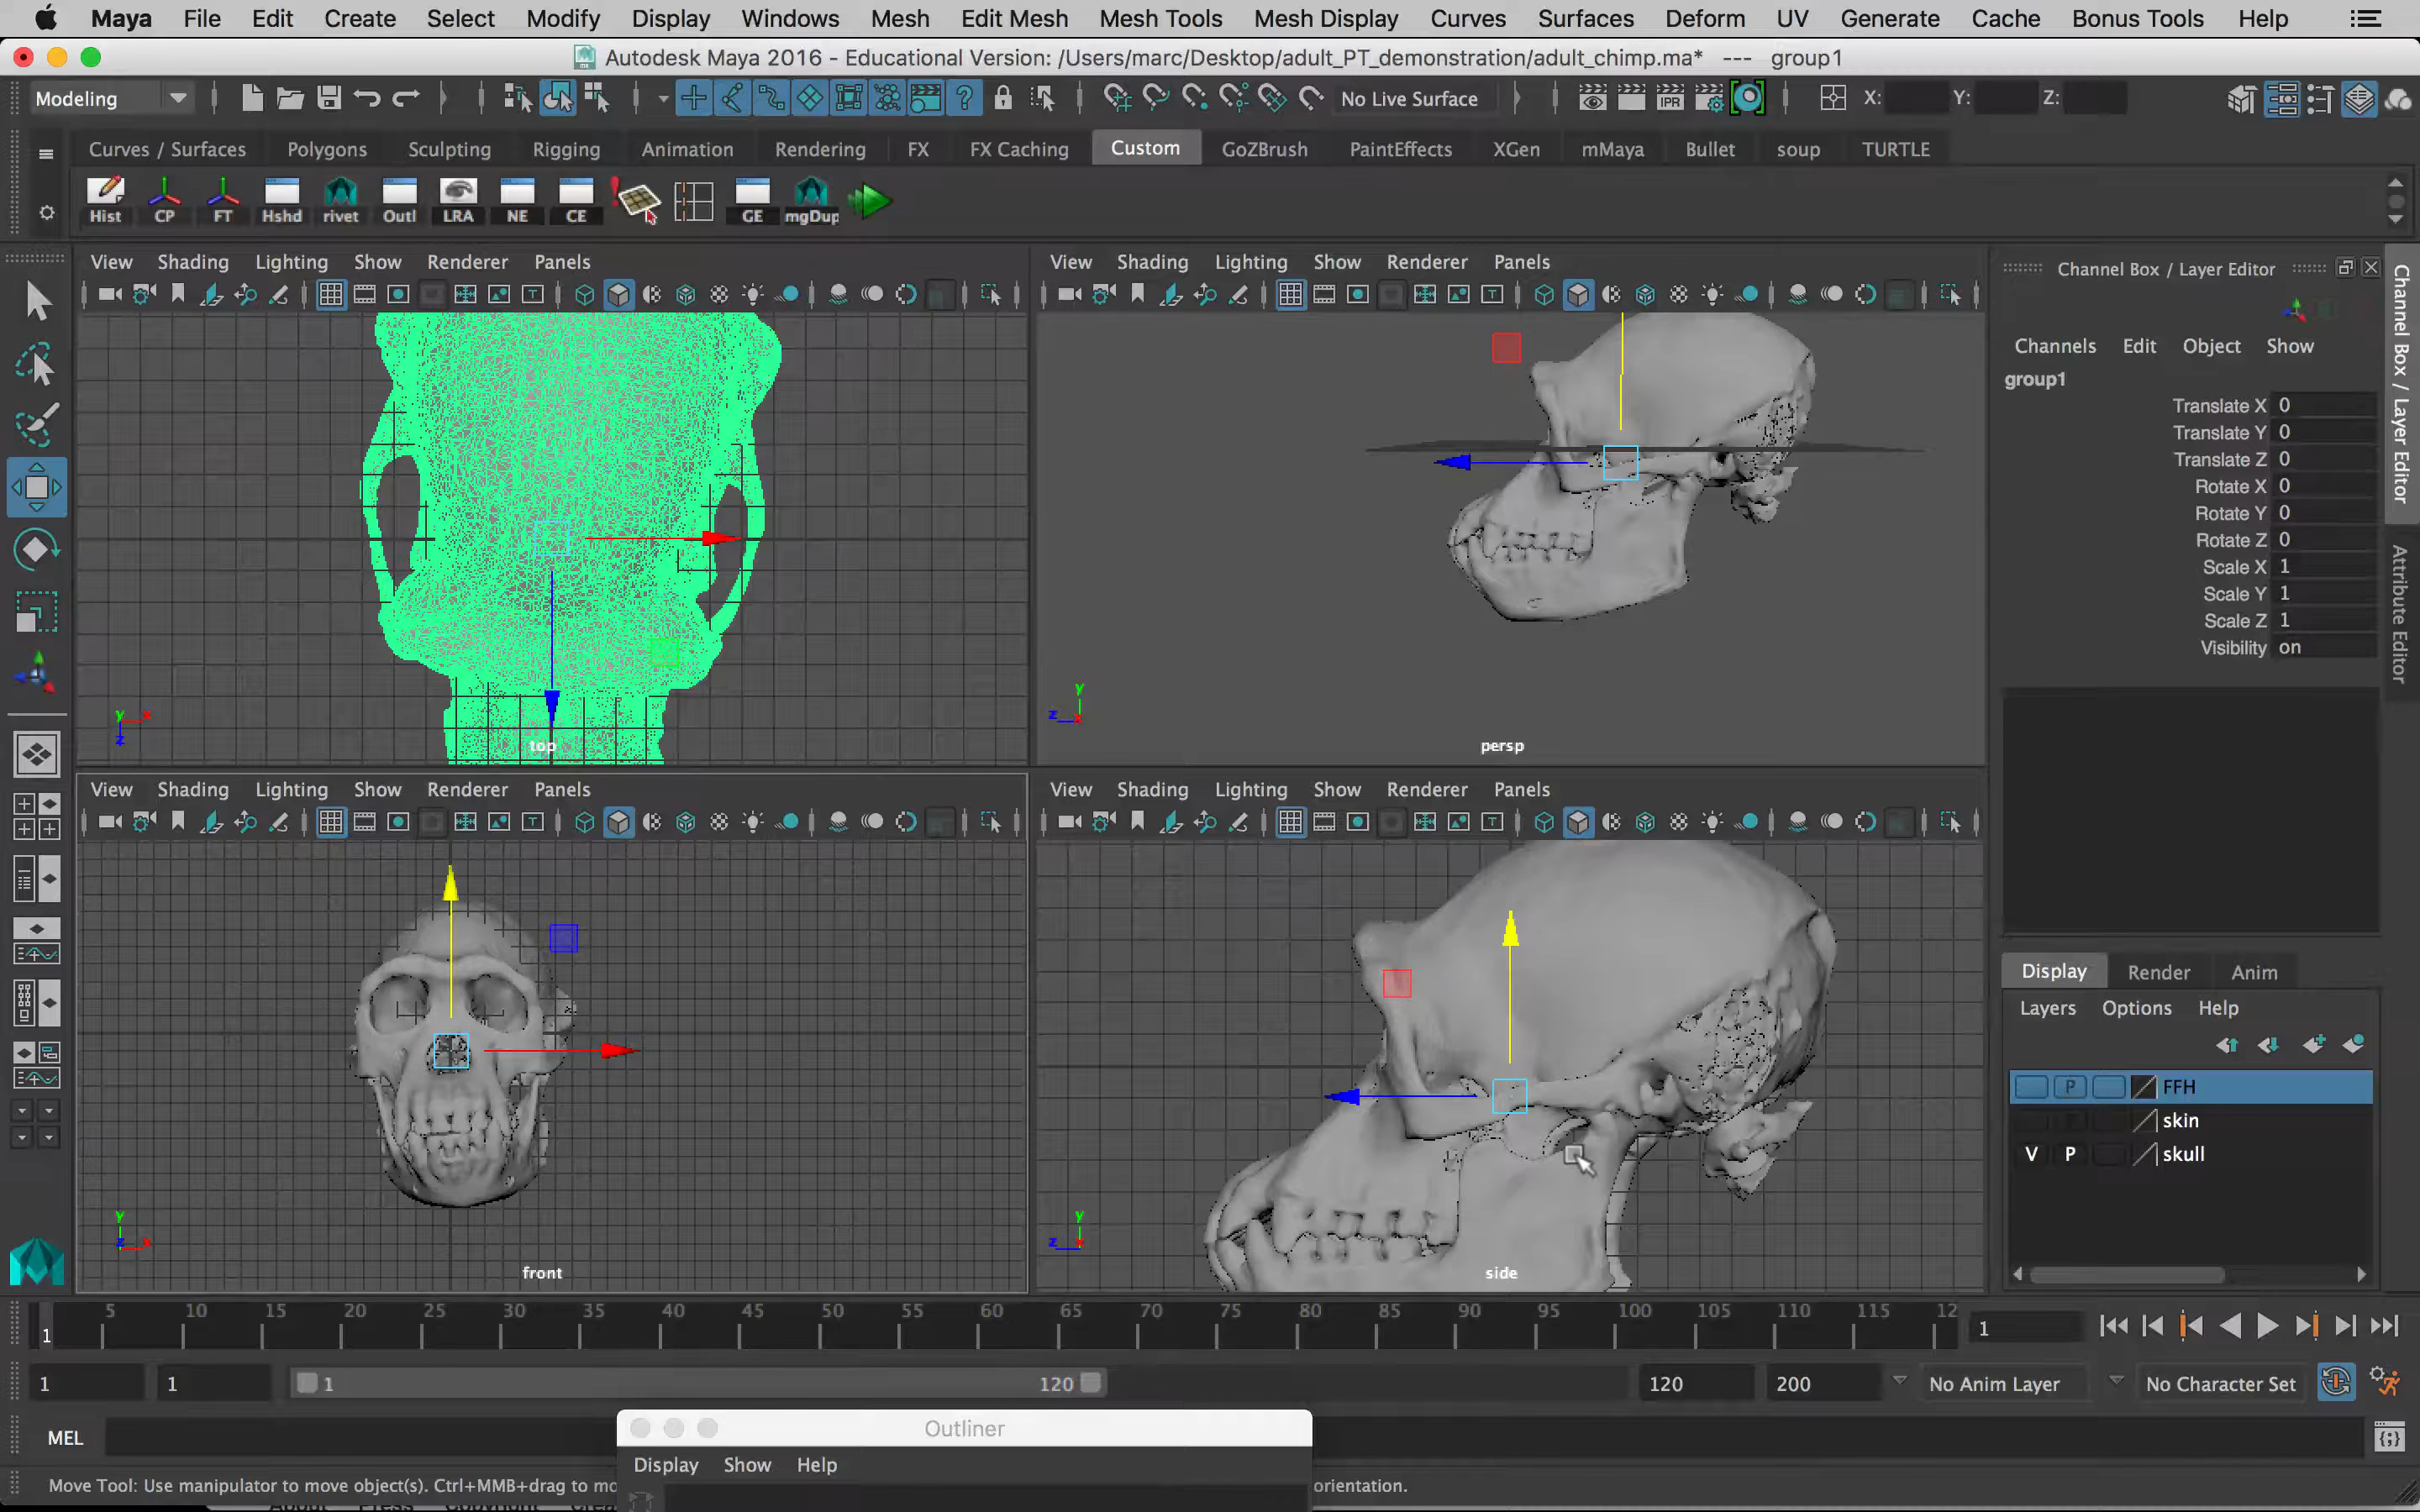 Maya File Edit Create Select Modify Display Windows Mesh Edit Mesh Mesh Tools Mesh Display Curves Surfaces Deform UV Generate Cache Bonus Tools Help
Autodesk Maya 2016 - Educational Version: /Users/marc/Desktop/adult_PT_demonstration/adult_chimp.ma* --- group1
Modeling No Live Surface IPR X: Y: Z:
Curves / Surfaces Polygons Sculpting Rigging Animation Rendering FX FX Caching Custom GoZBrush PaintEffects XGen mMaya Bullet soup TURTLE
Hist CP FT Hshd rivet Outl LRA NE CE GE mgDup
View Shading Lighting Show Renderer Panels
View Shading Lighting Show Renderer Panels
Channel Box / Layer Editor
Channel Box / Layer Editor
Attribute Editor
Channels Edit Object Show
group1
Translate X 0
Translate Y 0
Translate Z 0
Rotate X 0
Rotate Y 0
Rotate Z 0
Scale X 1
Scale Y 1
Scale Z 1
Visibility on
y x z
top
y z x
persp
View Shading Lighting Show Renderer Panels
View Shading Lighting Show Renderer Panels
y z x
front
y z x
side
Display Render Anim
Layers Options Help
P FFH
skin
V P skull
1 5 10 15 20 25 30 35 40 45 50 55 60 65 70 75 80 85 90 95 100 105 110 115 12 1
1 1 1 120 120 200 No Anim Layer No Character Set
MEL
Outliner
Display Show Help
Move Tool: Use manipulator to move object(s). Ctrl+MMB+drag to mo
orientation.